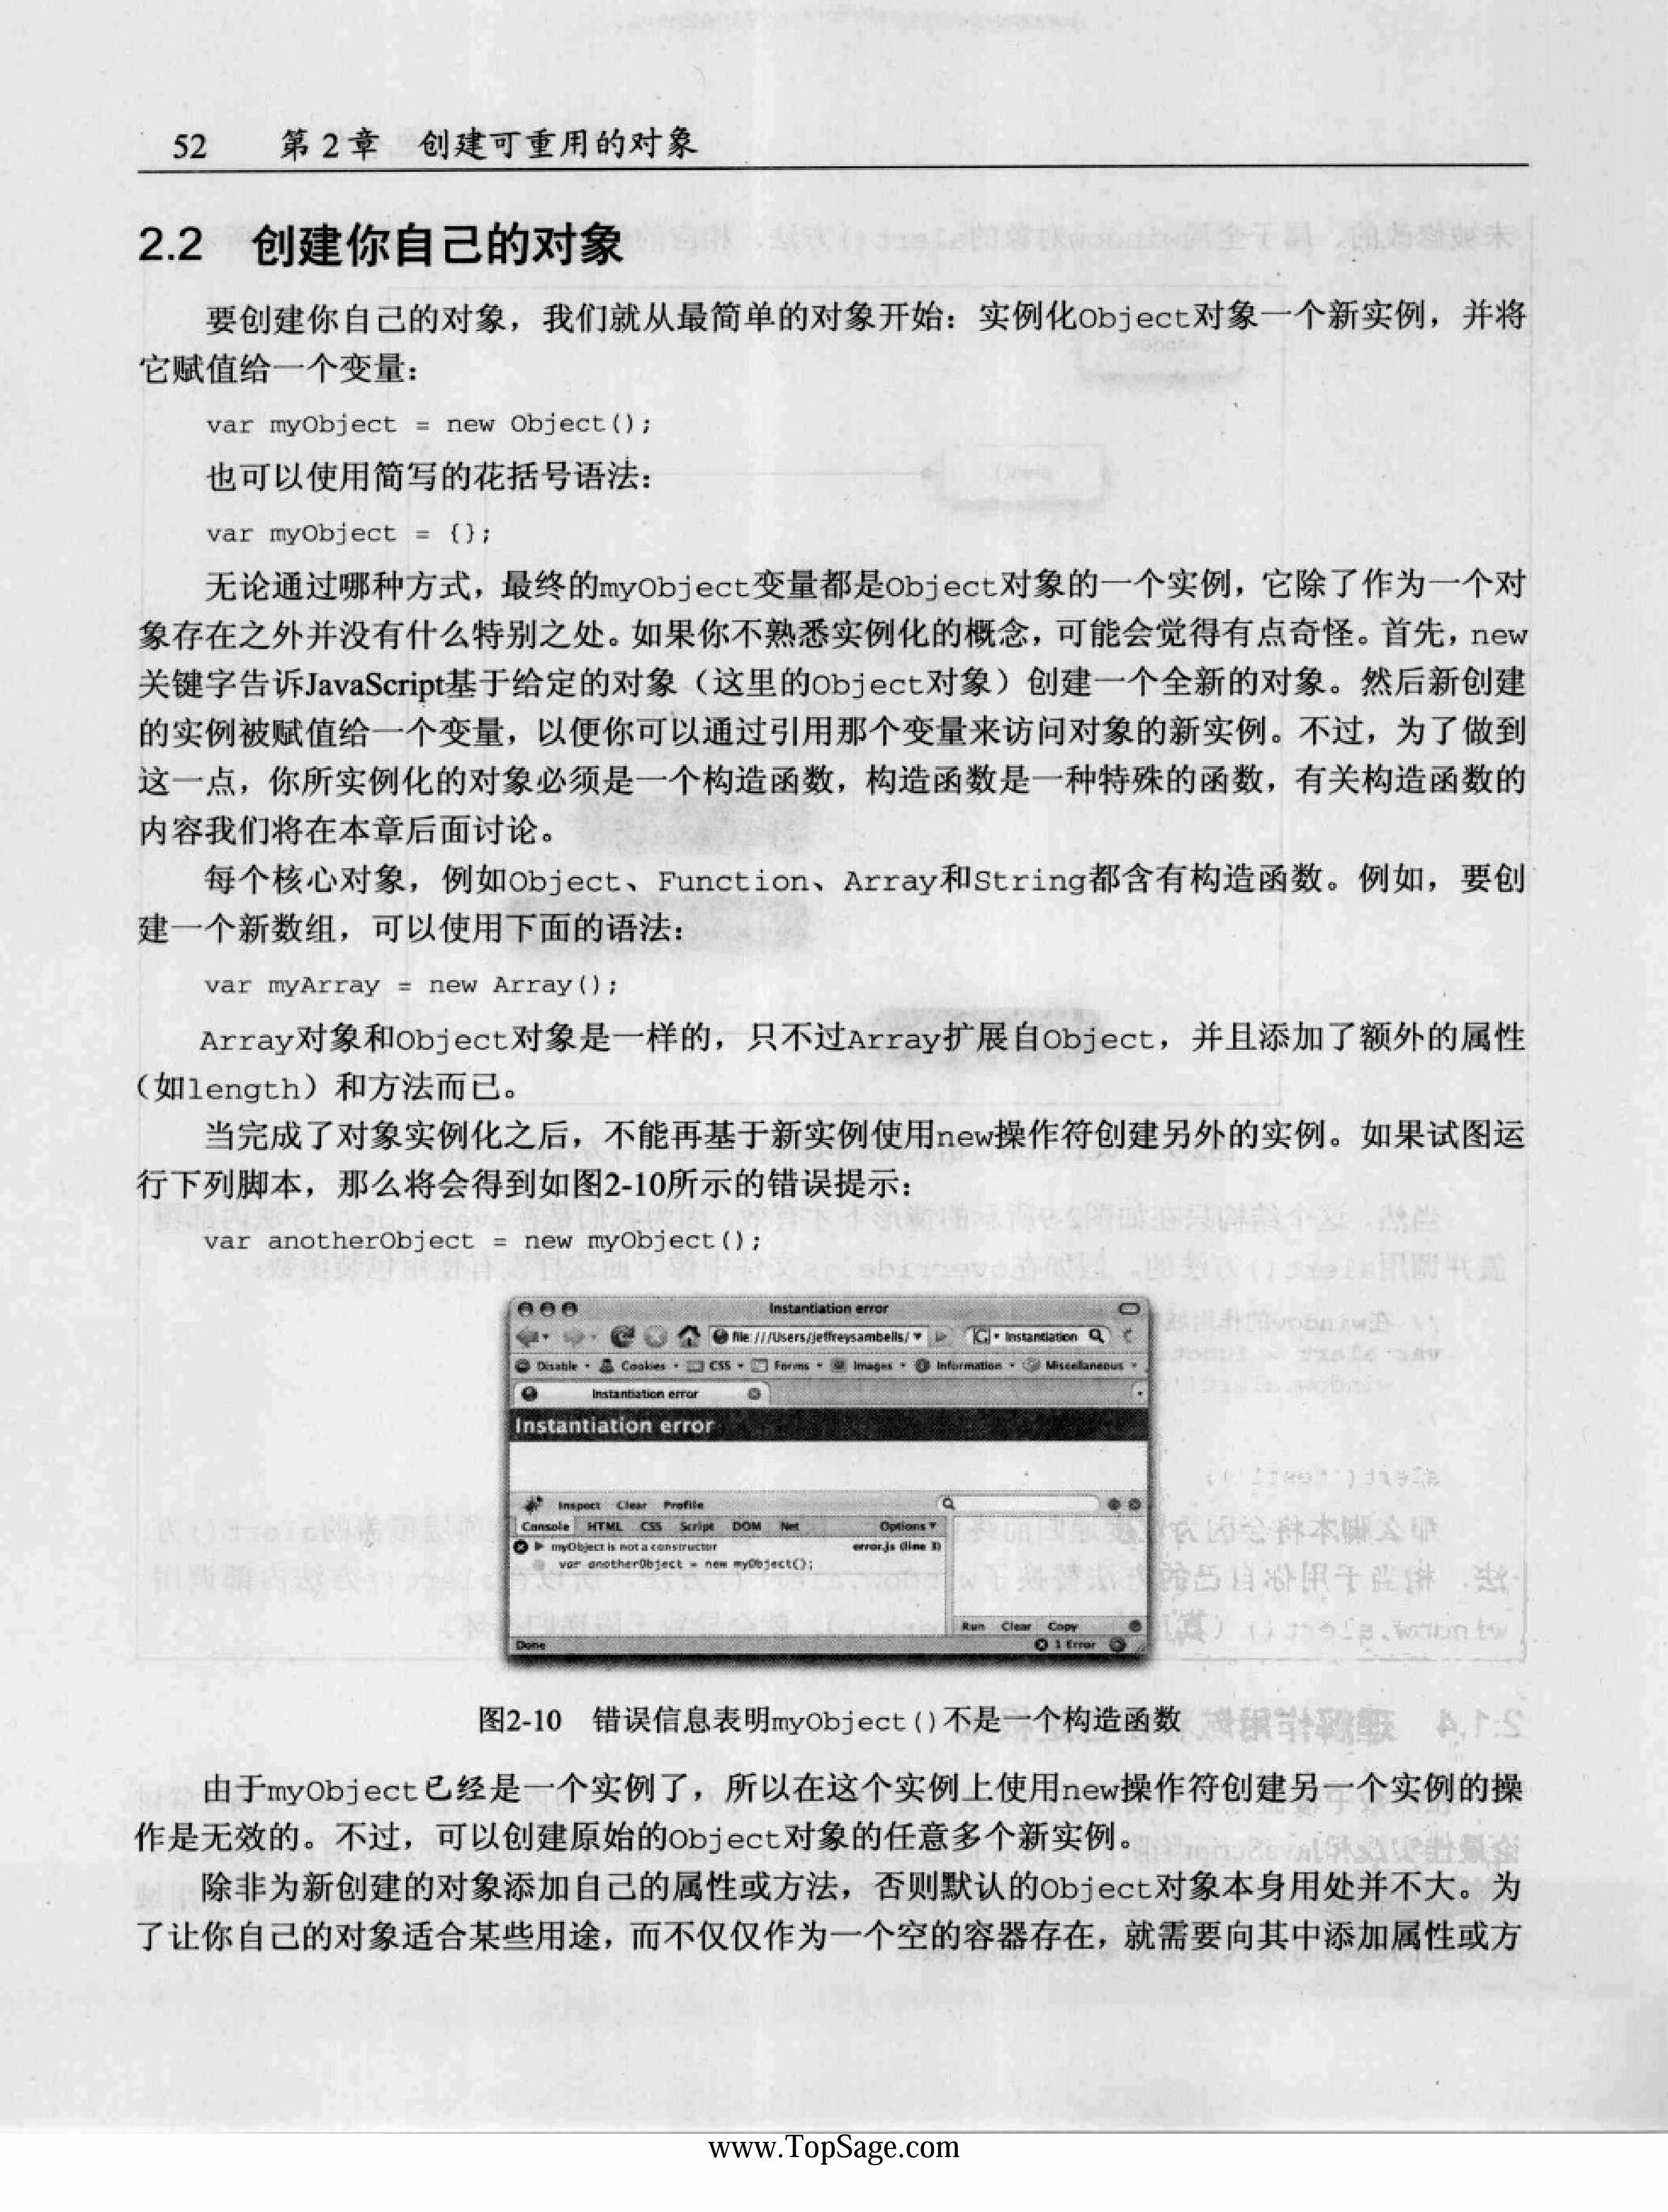 52 第2章 创建可重用的对象
2.2 创建你自己的对象
要创建你自己的对象，我们就从最简单的对象开始：实例化Object对象一个新实例，并将
它赋值给一个变量：
var myObject = new Object();
也可以使用简写的花括号语法：
var myObject = {};
无论通过哪种方式，最终的myObject变量都是Object对象的一个实例，它除了作为一个对
象存在之外并没有什么特别之处。如果你不熟悉实例化的概念，可能会觉得有点奇怪。首先，new
关键字告诉JavaScript基于给定的对象（这里的Object对象）创建一个全新的对象。然后新创建
的实例被赋值给一个变量，以便你可以通过引用那个变量来访问对象的新实例。不过，为了做到
这一点，你所实例化的对象必须是一个构造函数，构造函数是一种特殊的函数，有关构造函数的
内容我们将在本章后面讨论。
每个核心对象，例如Object、Function、Array和String都含有构造函数。例如，要创
建一个新数组，可以使用下面的语法：
var myArray = new Array();
Array对象和Object对象是一样的，只不过Array扩展自Object，并且添加了额外的属性
（如length）和方法而已。
当完成了对象实例化之后，不能再基于新实例使用new操作符创建另外的实例。如果试图运
行下列脚本，那么将会得到如图2-10所示的错误提示：
var anotherObject = new myObject();
Instantiation error
file:///Users/jeffreysambells/ Instantiation
Disable Cookies CSS Forms Images Information Miscellaneous
Instantiation error
Instantiation error
Inspect Clear Profile
Console HTML CSS Script DOM Net Options
myObject is not a constructor error.js (line 3)
var anotherObject = new myObject();
Run Clear Copy
Done 1 Error
图2-10 错误信息表明myObject()不是一个构造函数
由于myObject已经是一个实例了，所以在这个实例上使用new操作符创建另一个实例的操
作是无效的。不过，可以创建原始的Object对象的任意多个新实例。
除非为新创建的对象添加自己的属性或方法，否则默认的Object对象本身用处并不大。为
了让你自己的对象适合某些用途，而不仅仅作为一个空的容器存在，就需要向其中添加属性或方
www.TopSage.com